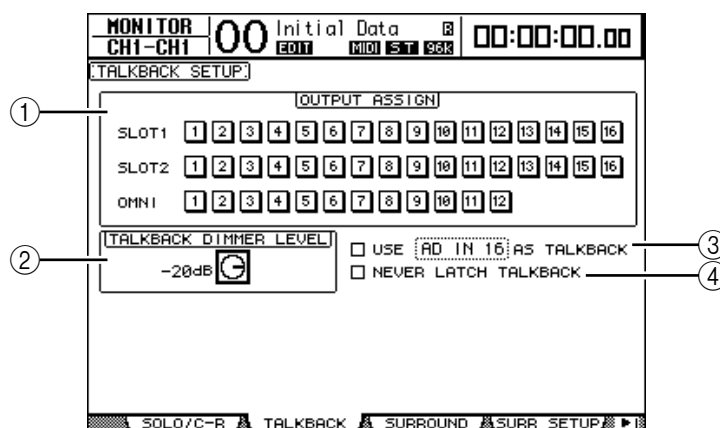 MONITOR
CH1-CH1
00 Initial Data R
EDIT MIDI ST 96K
00:00:00.00
TALKBACK SETUP
1
OUTPUT ASSIGN
SLOT1 1 2 3 4 5 6 7 8 9 10 11 12 13 14 15 16
SLOT2 1 2 3 4 5 6 7 8 9 10 11 12 13 14 15 16
OMNI 1 2 3 4 5 6 7 8 9 10 11 12
2
TALKBACK DIMMER LEVEL
-20dB
USE AD IN 16 AS TALKBACK
3
NEVER LATCH TALKBACK
4
SOLO/C-R TALKBACK SURROUND SURR SETUP